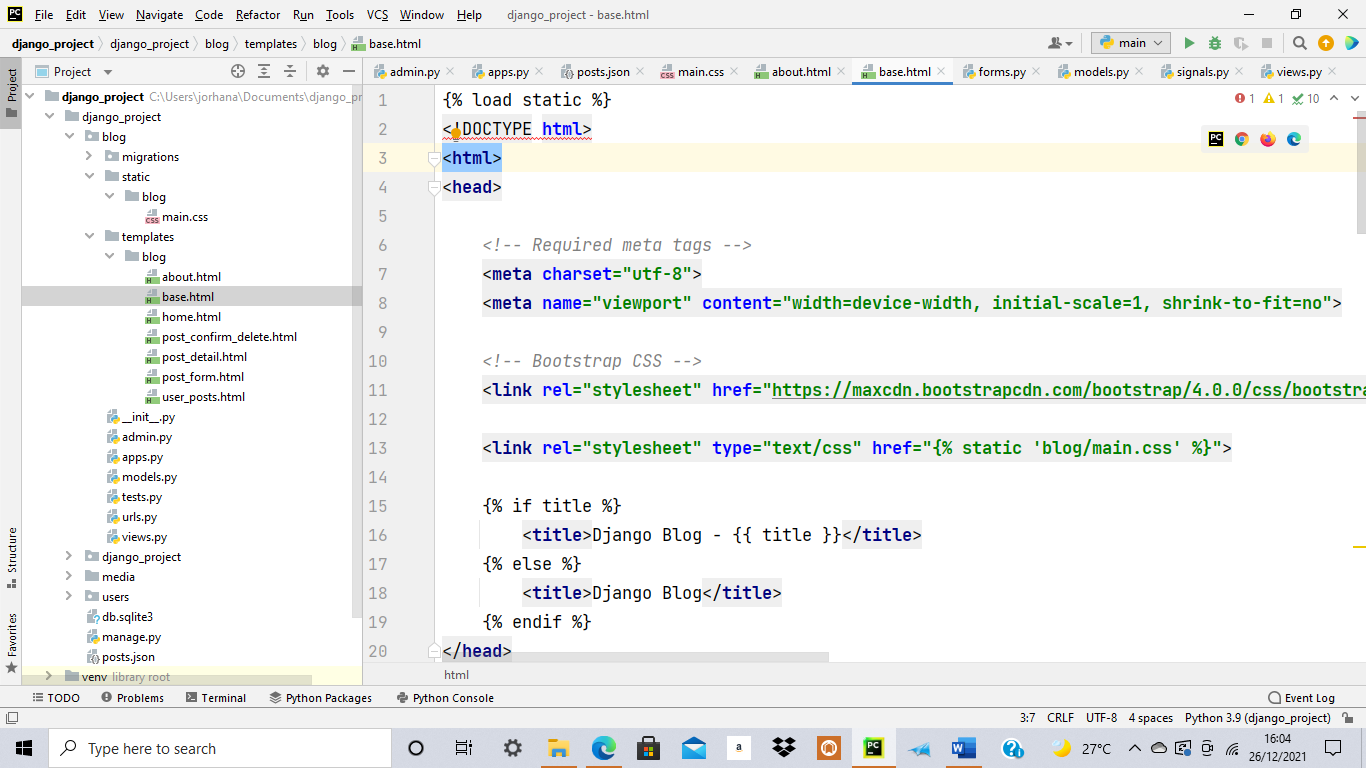 File Edit View Navigate Code Refactor Run Tools VCS Window Help django_project - base.html
django_project django_project blog templates blog base.html main
Project admin.py apps.py posts.json main.css about.html base.html forms.py models.py signals.py views.py
Project
Structure
Favorites
django_project C:\Users\jorhana\Documents\django_pr
django_project
blog
migrations
static
blog
main.css
templates
blog
about.html
base.html
home.html
post_confirm_delete.html
post_detail.html
post_form.html
user_posts.html
__init__.py
admin.py
apps.py
models.py
tests.py
urls.py
views.py
django_project
media
users
db.sqlite3
manage.py
posts.json
venv library root
1 1 10
1 {% load static %}
2 <!DOCTYPE html>
3 <html>
4 <head>
5
6 <!-- Required meta tags -->
7 <meta charset="utf-8">
8 <meta name="viewport" content="width=device-width, initial-scale=1, shrink-to-fit=no">
9
10 <!-- Bootstrap CSS -->
11 <link rel="stylesheet" href="https://maxcdn.bootstrapcdn.com/bootstrap/4.0.0/css/bootstra
12
13 <link rel="stylesheet" type="text/css" href="{% static 'blog/main.css' %}">
14
15 {% if title %}
16 <title>Django Blog - {{ title }}</title>
17 {% else %}
18 <title>Django Blog</title>
19 {% endif %}
20 </head>
html
TODO Problems Terminal Python Packages Python Console Event Log
3:7 CRLF UTF-8 4 spaces Python 3.9 (django_project)
Type here to search 27°C 16:04
26/12/2021